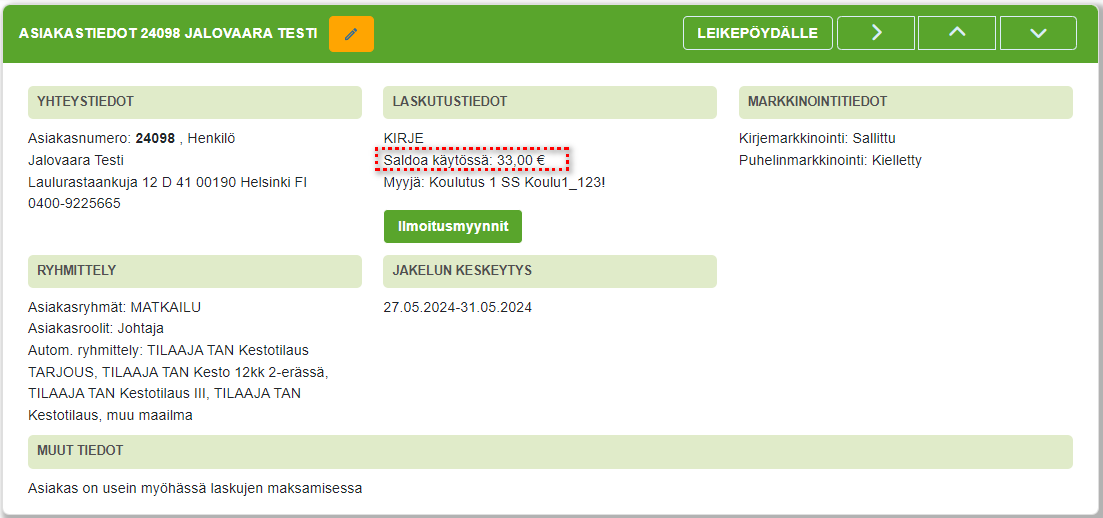 ASIAKASTIEDOT 24098 JALOVAARA TESTI
LEIKEPÖYDÄLLE
YHTEYSTIEDOT
Asiakasnumero: 24098 , Henkilö
Jalovaara Testi
Laulurastaankuja 12 D 41 00190 Helsinki FI
0400-9225665
LASKUTUSTIEDOT
KIRJE
Saldoa käytössä: 33,00 €
Myyjä: Koulutus 1 SS Koulu1_123!
Ilmoitusmyynnit
MARKKINOINTITIEDOT
Kirjemarkkinointi: Sallittu
Puhelinmarkkinointi: Kielletty
RYHMITTELY
Asiakasryhmät: MATKAILU
Asiakasroolit: Johtaja
Autom. ryhmittely: TILAAJA TAN Kestotilaus
TARJOUS, TILAAJA TAN Kesto 12kk 2-erässä,
TILAAJA TAN Kestotilaus III, TILAAJA TAN
Kestotilaus, muu maailma
JAKELUN KESKEYTYS
27.05.2024-31.05.2024
MUUT TIEDOT
Asiakas on usein myöhässä laskujen maksamisessa